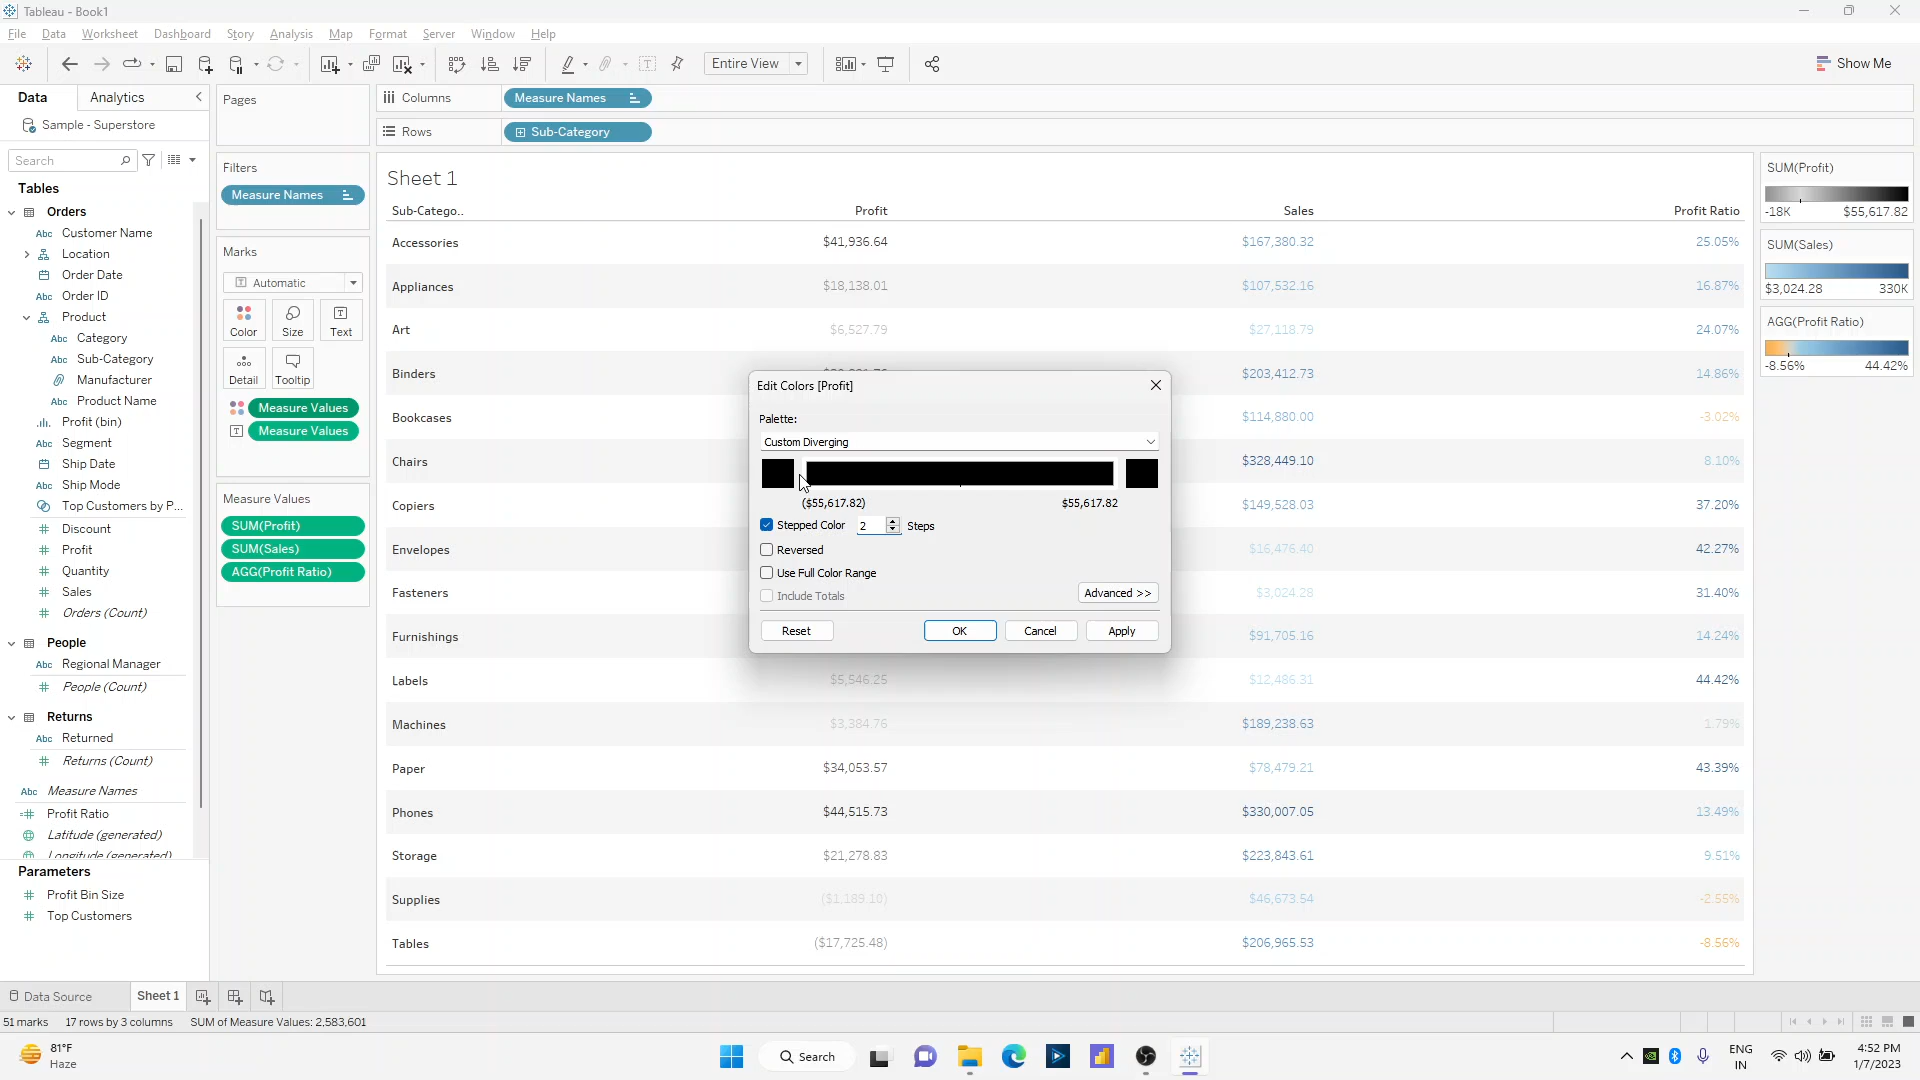 Tableau - Book1
File Data Worksheet Dashboard Story Analysis Map Format Server Window Help
Entire View
Show Me
Data Analytics
Sample - Superstore
Search
Tables
Orders
Abc Customer Name
Location
Order Date
Abc Order ID
Product
Abc Category
Abc Sub-Category
Manufacturer
Abc Product Name
Profit (bin)
Abc Segment
Ship Date
Abc Ship Mode
Top Customers by P...
# Discount
# Profit
# Quantity
# Sales
# Orders (Count)
People
Abc Regional Manager
# People (Count)
Returns
Abc Returned
# Returns (Count)
Abc Measure Names
=# Profit Ratio
Latitude (generated)
Longitude (generated)
Parameters
# Profit Bin Size
# Top Customers
Pages
Filters
Measure Names
Marks
Automatic
Color Size Text
Detail Tooltip
Measure Values
Measure Values
Measure Values
SUM(Profit)
SUM(Sales)
AGG(Profit Ratio)
Columns Measure Names
Rows Sub-Category
Sheet 1
Sub-Catego.. Profit Sales Profit Ratio
Accessories $41,936.64 $167,380.32 25.05%
Appliances $18,138.01 $107,532.16 16.87%
Art $6,527.79 $27,118.79 24.07%
Binders $203,412.73 14.86%
Bookcases $114,880.00 -3.02%
Chairs $328,449.10 8.10%
Copiers $149,528.03 37.20%
Envelopes $16,476.40 42.27%
Fasteners $3,024.28 31.40%
Furnishings $91,705.16 14.24%
Labels $5,546.25 $12,486.31 44.42%
Machines $3,384.76 $189,238.63 1.79%
Paper $34,053.57 $78,479.21 43.39%
Phones $44,515.73 $330,007.05 13.49%
Storage $21,278.83 $223,843.61 9.51%
Supplies ($1,189.10) $46,673.54 -2.55%
Tables ($17,725.48) $206,965.53 -8.56%
Edit Colors [Profit]
Palette:
Custom Diverging
($55,617.82) $55,617.82
Stepped Color 2 Steps
Reversed
Use Full Color Range
Include Totals
Advanced >>
Reset OK Cancel Apply
SUM(Profit)
-18K $55,617.82
SUM(Sales)
$3,024.28 330K
AGG(Profit Ratio)
-8.56% 44.42%
Data Source Sheet 1
51 marks 17 rows by 3 columns SUM of Measure Values: 2,583,601
81°F
Haze
Search
ENG
IN
4:52 PM
1/7/2023